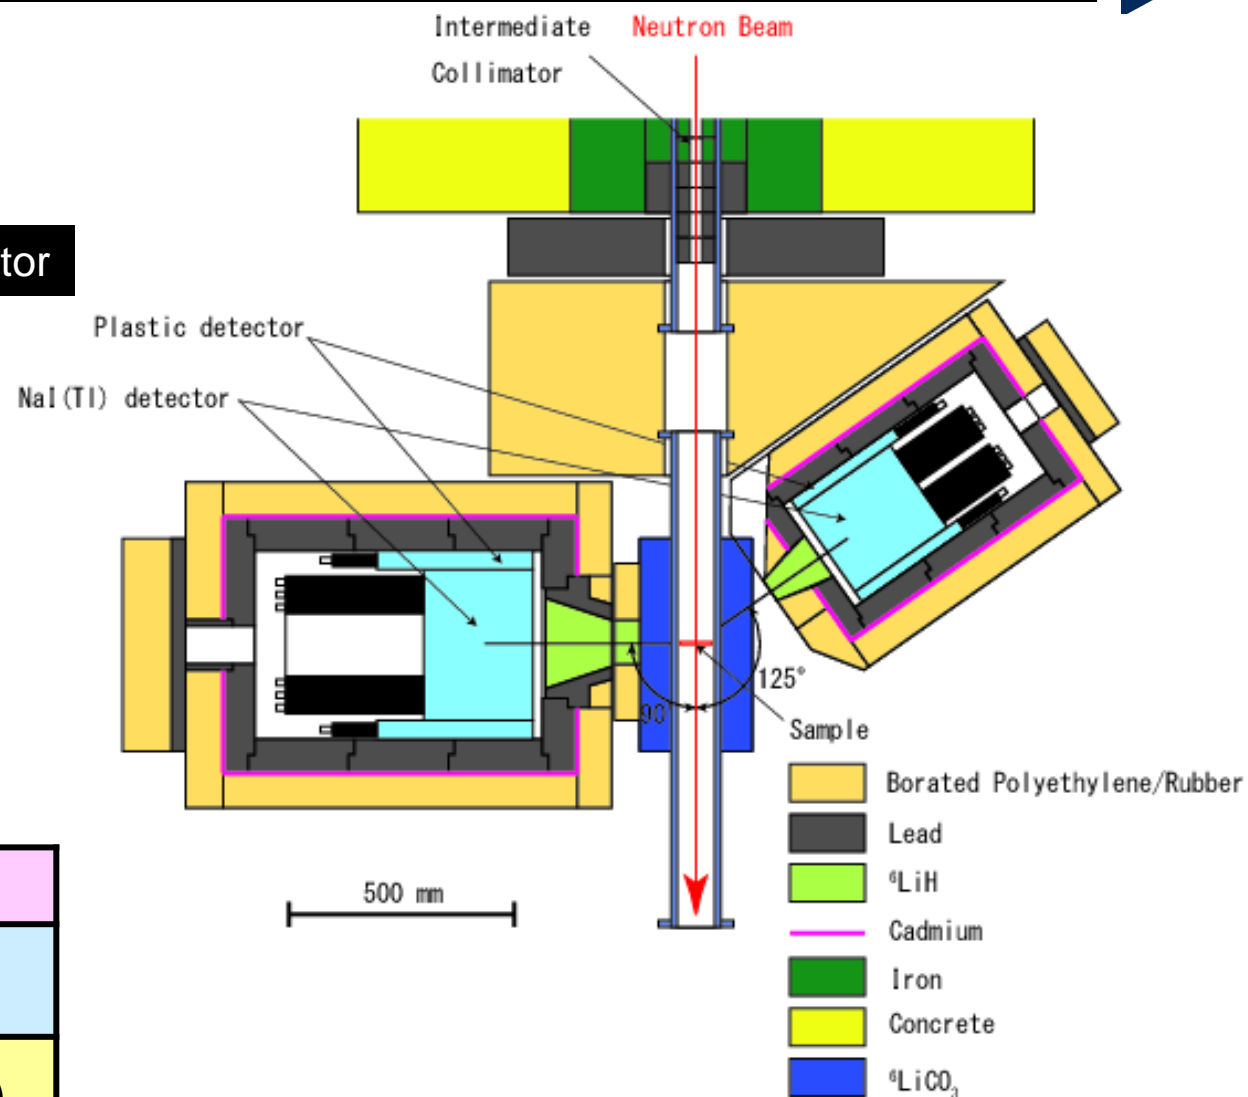 Intermediate
Collimator
Neutron Beam
tor
Plastic detector
NaI(Tl) detector
125°
90
Sample
Borated Polyethylene/Rubber
Lead
⁶LiH
Cadmium
500 mm
Iron
Concrete
⁶LiCO₃
)